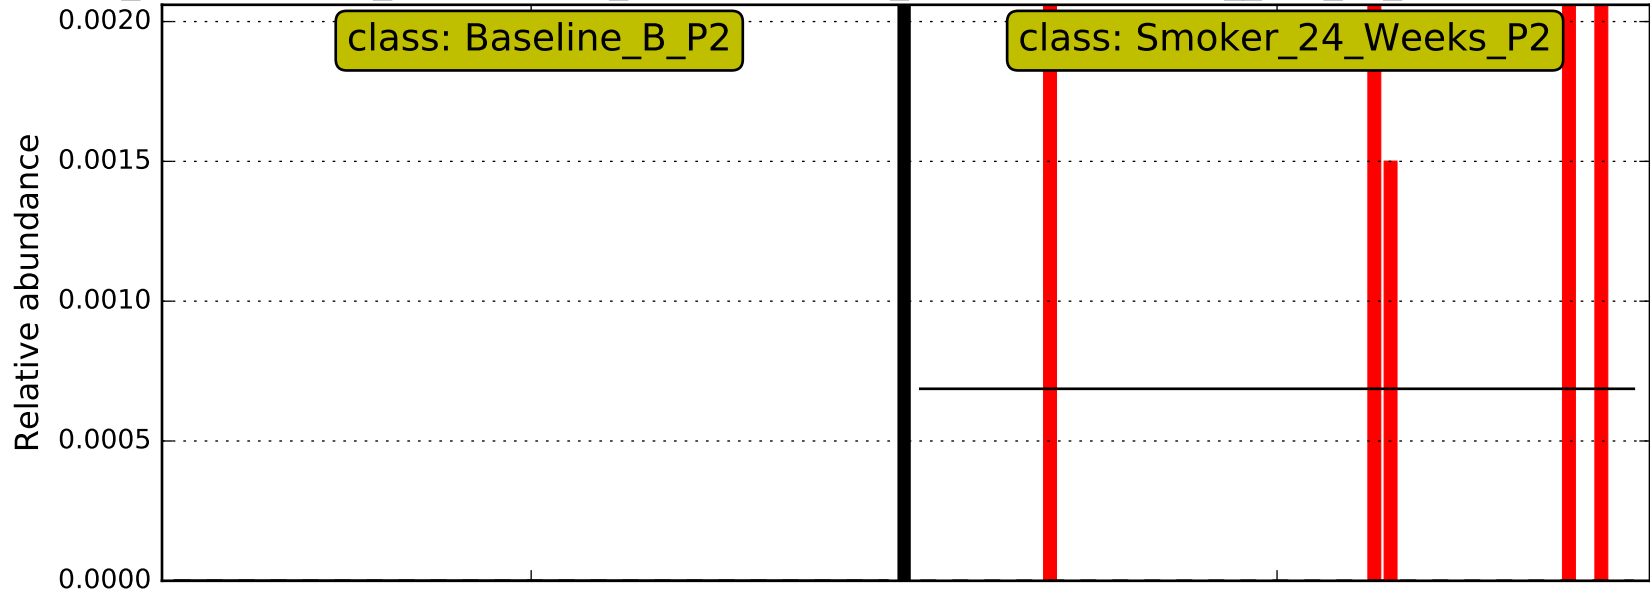 0.0020
class: Baseline_B_P2
class: Smoker_24_Weeks_P2
0.0015
0.0010
0.0005
0.0000
Relative abundance